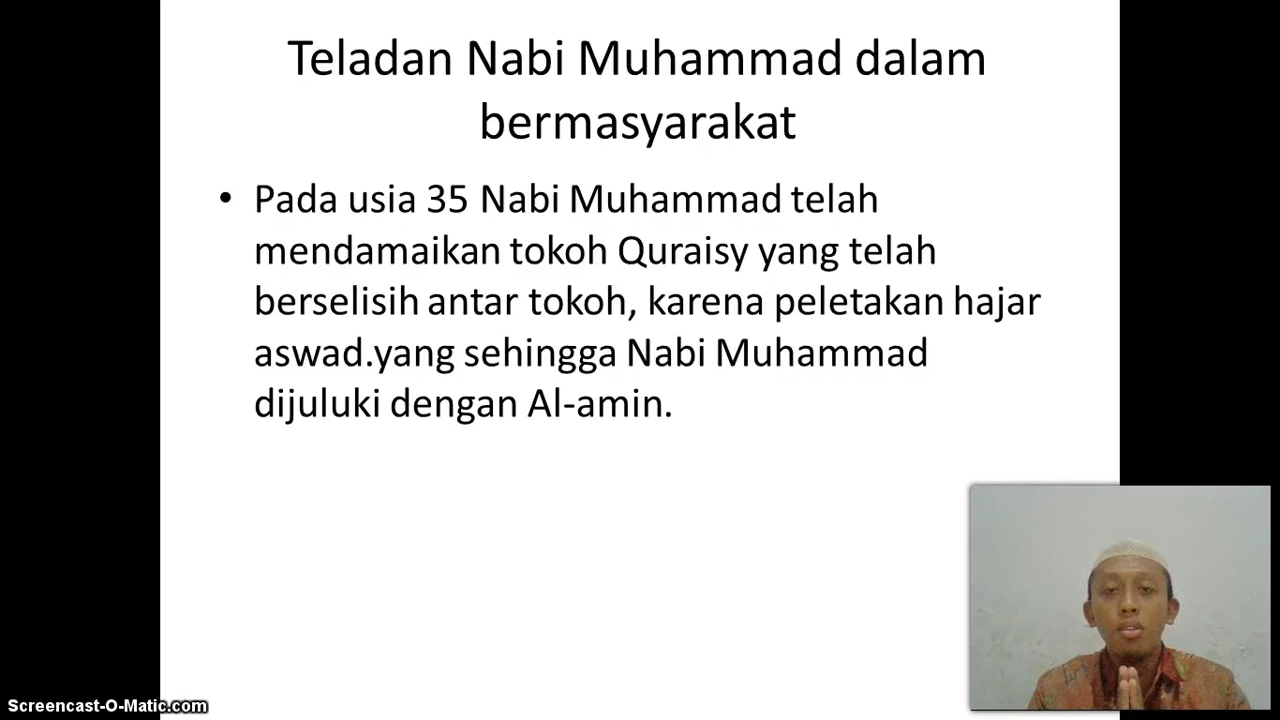 Teladan Nabi Muhammad dalam
bermasyarakat
• Pada usia 35 Nabi Muhammad telah
mendamaikan tokoh Quraisy yang telah
berselisih antar tokoh, karena peletakan hajar
aswad.yang sehingga Nabi Muhammad
dijuluki dengan Al-amin.
Screencast-O-Matic.com